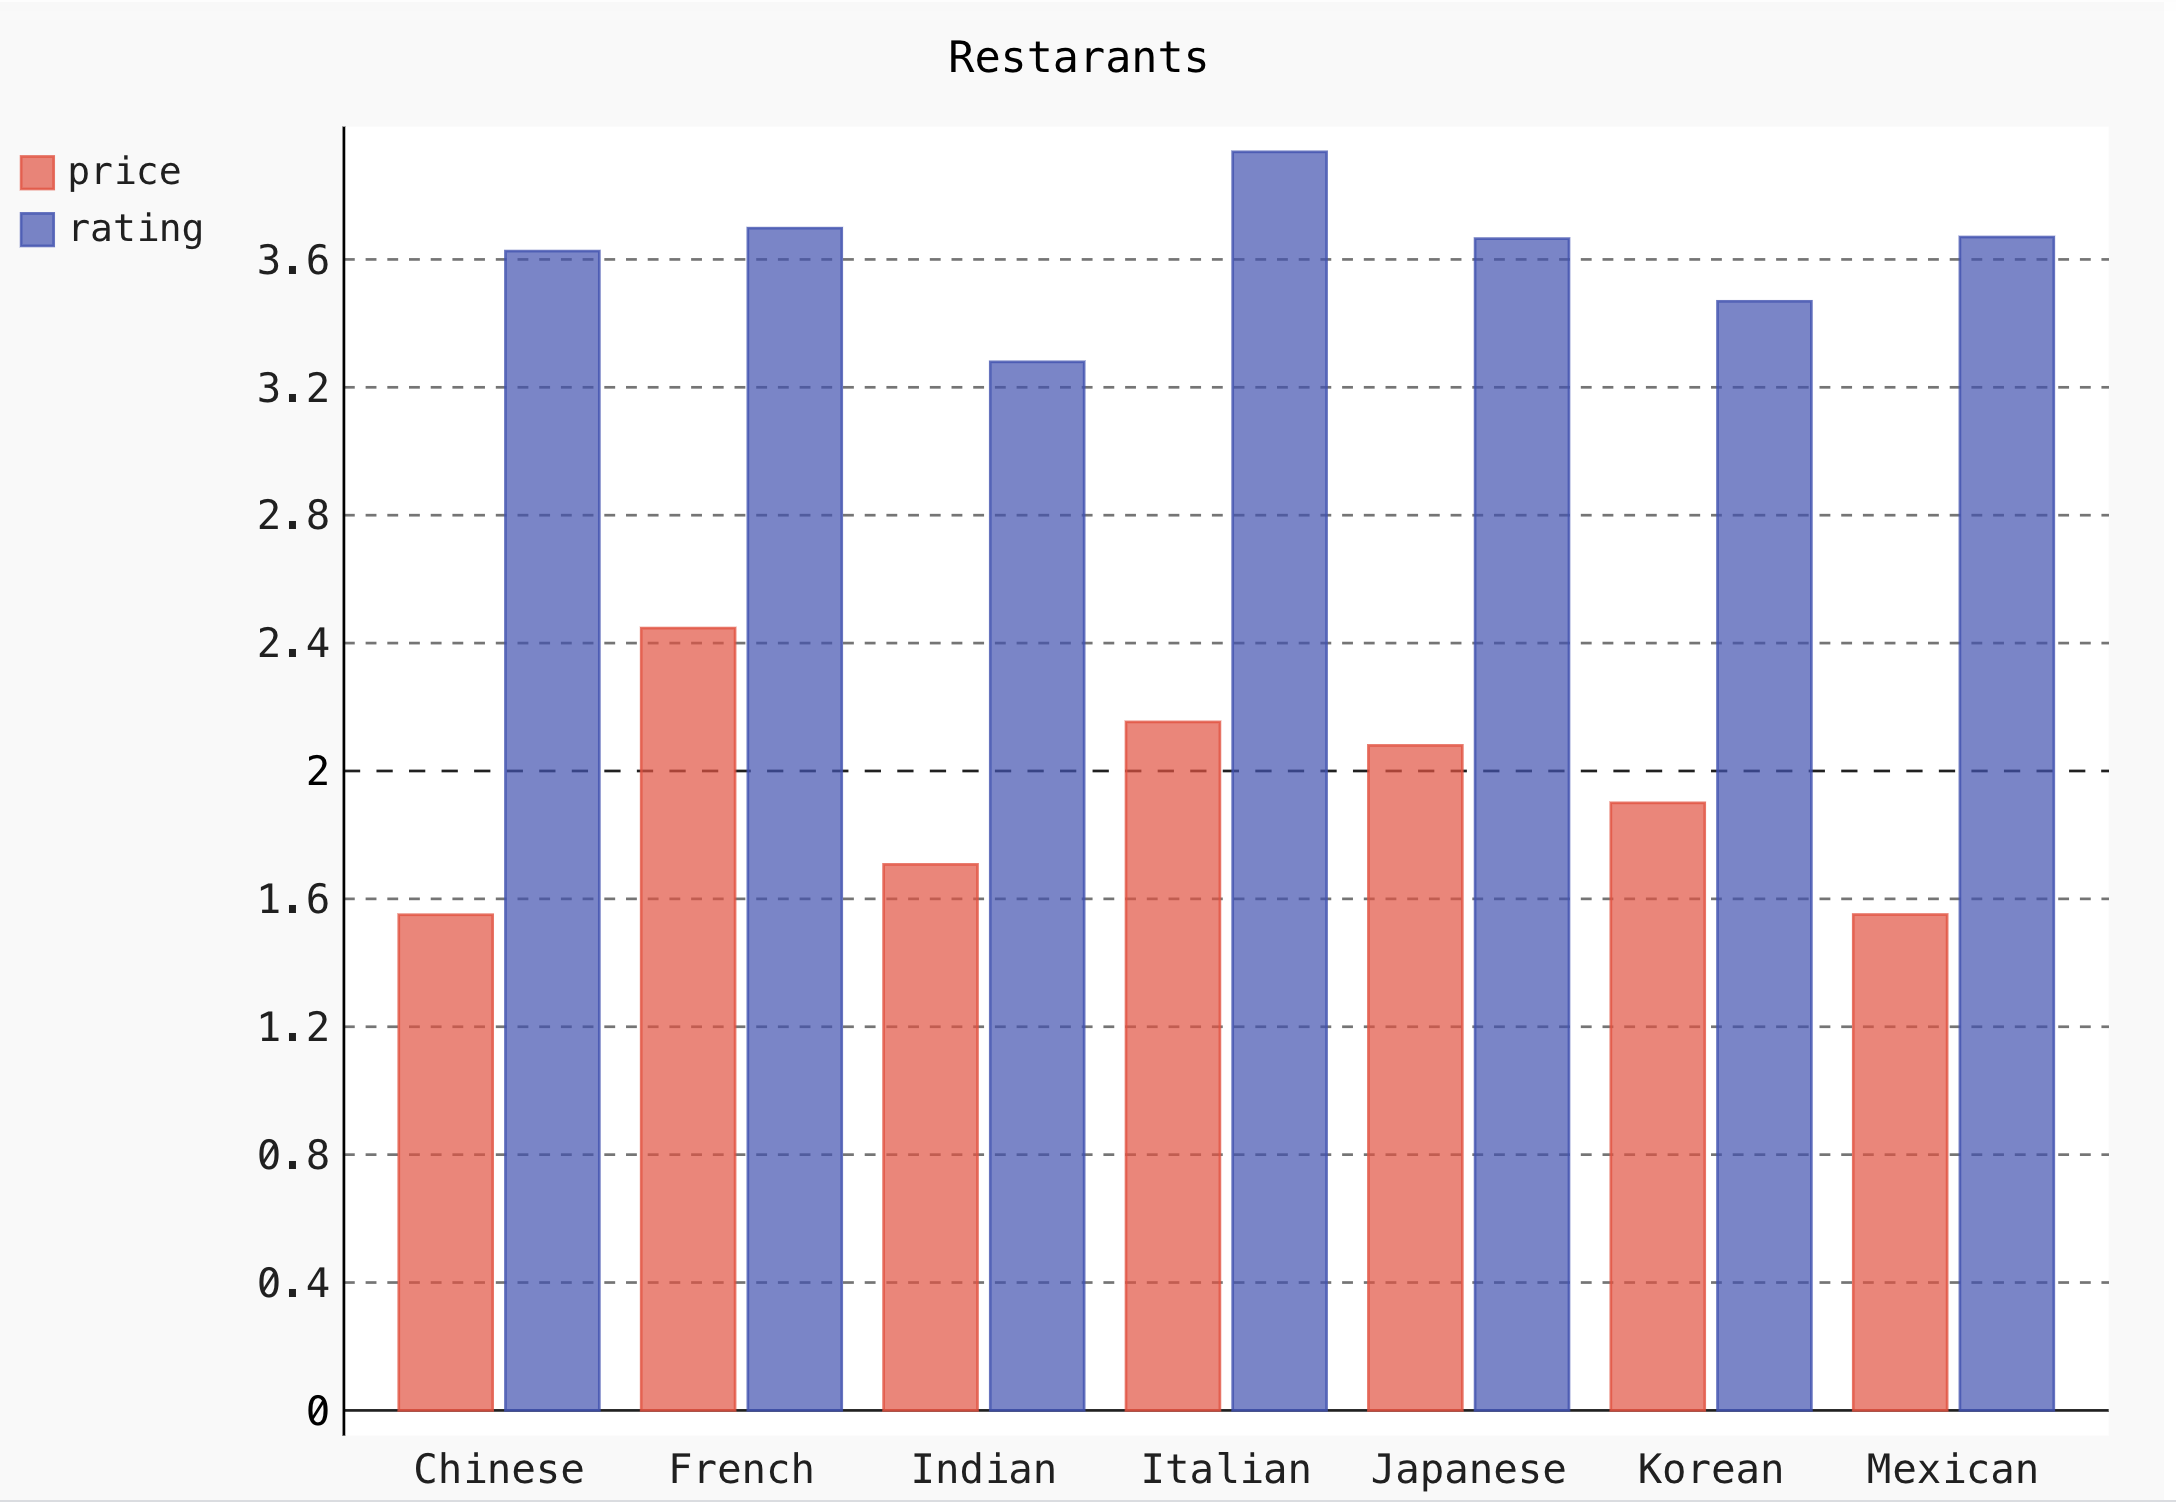 Restarants
price
rating
3.6
3.2
2.8
2.4
2
1.6
1.2
0.8
0.4
0
Chinese French Indian Italian Japanese Korean Mexican